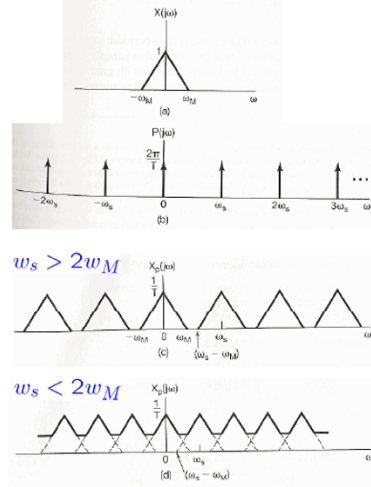 X(jω)
1
−ω_M ω_M ω
(a)
P(jω)
2π
T
...
−2ω_s −ω_s 0 ω_s 2ω_s 3ω_s ω
(b)
w_s > 2w_M
X_p(jω)
1
T
−ω_M 0 ω_M ω_s ω
(c) (ω_s − ω_M)
w_s < 2w_M
X_p(jω)
1
T
0 ω_s ω
(d) (ω_s − ω_M)